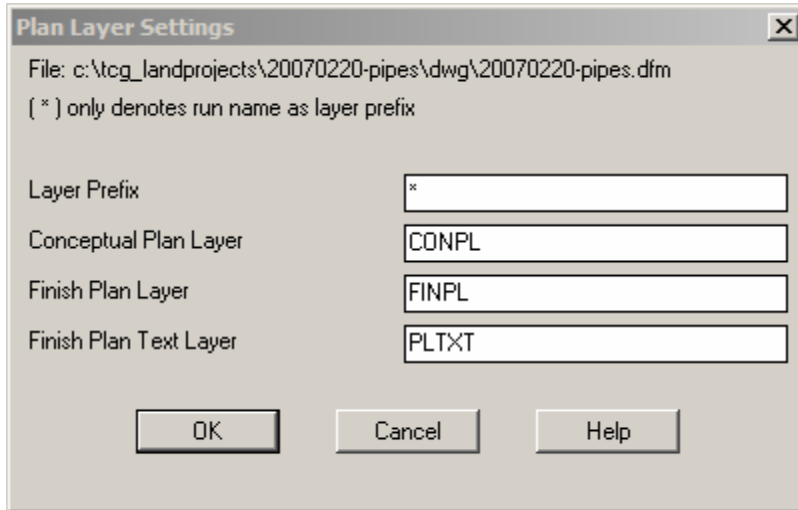 Plan Layer Settings
File: c:\tcg_landprojects\20070220-pipes\dwg\20070220-pipes.dfm
( * ) only denotes run name as layer prefix
Layer Prefix *
Conceptual Plan Layer CONPL
Finish Plan Layer FINPL
Finish Plan Text Layer PLTXT
OK Cancel Help